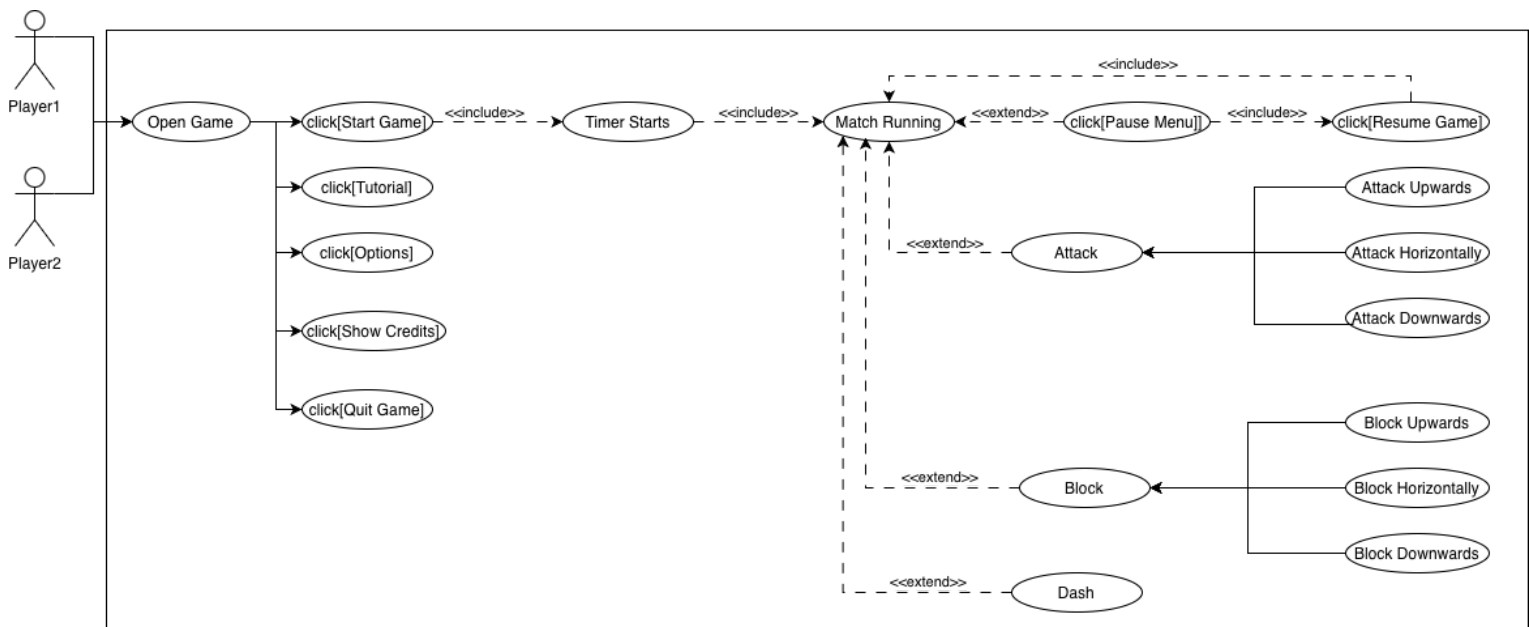 Player1
Player2
Open Game
click[Start Game]
<<include>>
Timer Starts
<<include>>
Match Running
<<extend>>
click[Pause Menu]]
<<include>>
click[Resume Game]
<<include>>
click[Tutorial]
click[Options]
click[Show Credits]
click[Quit Game]
<<extend>>
Attack
Attack Upwards
Attack Horizontally
Attack Downwards
<<extend>>
Block
Block Upwards
Block Horizontally
Block Downwards
<<extend>>
Dash